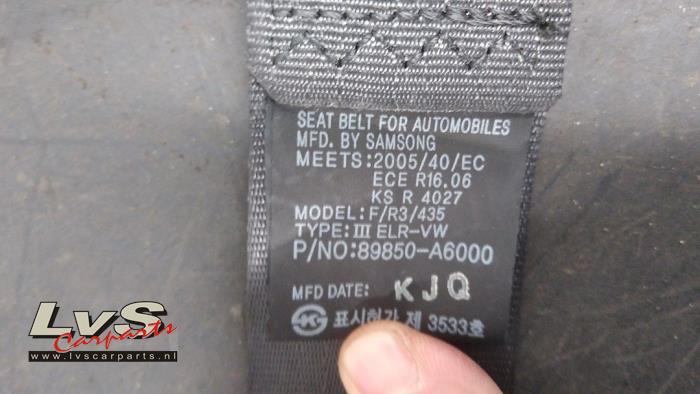 SEAT BELT FOR AUTOMOBILES
MFD. BY SAMSONG
MEETS:2005/40/EC
ECE R16.06
KS R 4027
MODEL: F/R3/435
TYPE: III ELR-VW
P/NO:89850-A6000
MFD DATE: KJQ
표시허가 제 3533호
LvS
Carparts
www.lvscarparts.nl